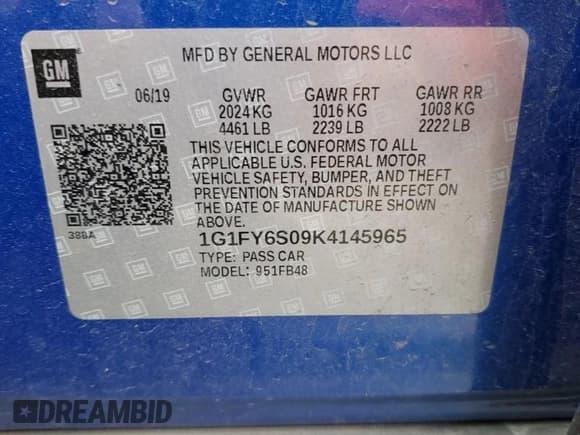 GM
MFD BY GENERAL MOTORS LLC
06/19 GVWR GAWR FRT GAWR RR
2024 KG 1016 KG 1008 KG
4461 LB 2239 LB 2222 LB
THIS VEHICLE CONFORMS TO ALL
APPLICABLE U.S. FEDERAL MOTOR
VEHICLE SAFETY, BUMPER, AND THEFT
PREVENTION STANDARDS IN EFFECT ON
THE DATE OF MANUFACTURE SHOWN
ABOVE.
38BA
1G1FY6S09K4145965
TYPE: PASS CAR
MODEL: 951FB48
DREAMBID